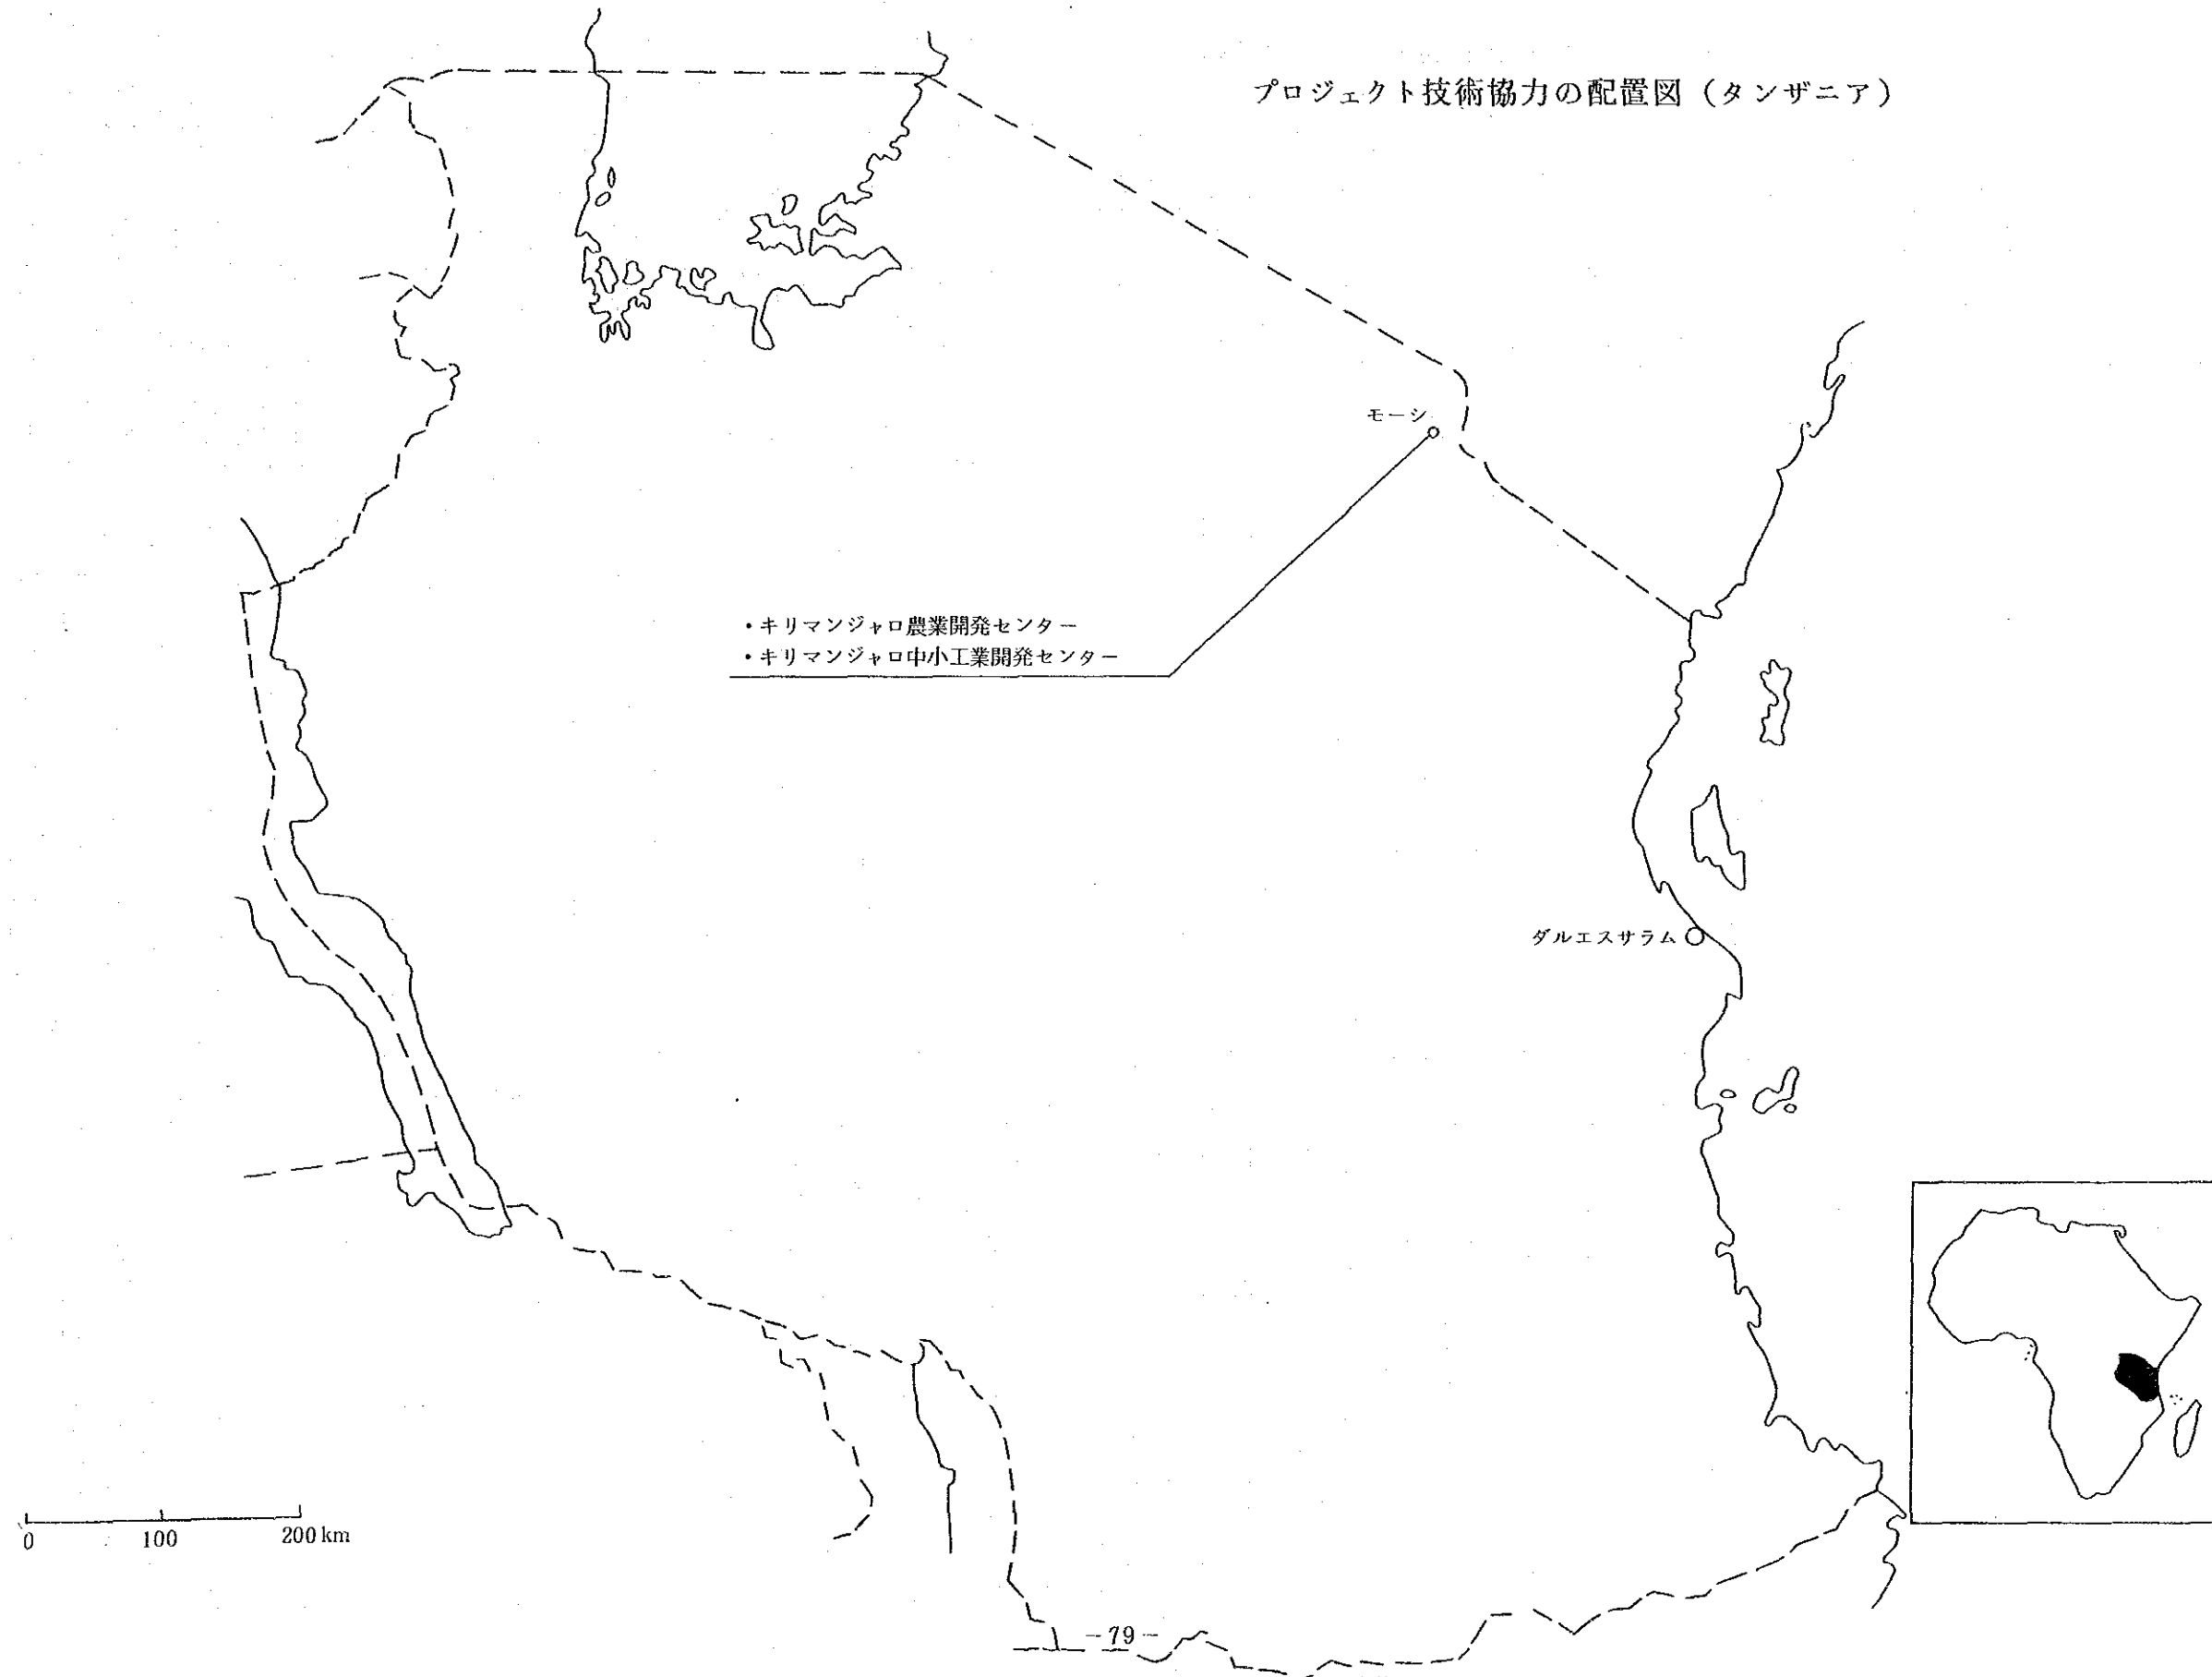 プロジェクト技術協力の配置図（タンザニア）
モーシ
・キリマンジャロ農業開発センター
・キリマンジャロ中小工業開発センター
ダルエスサラム
0 100 200km
-79-